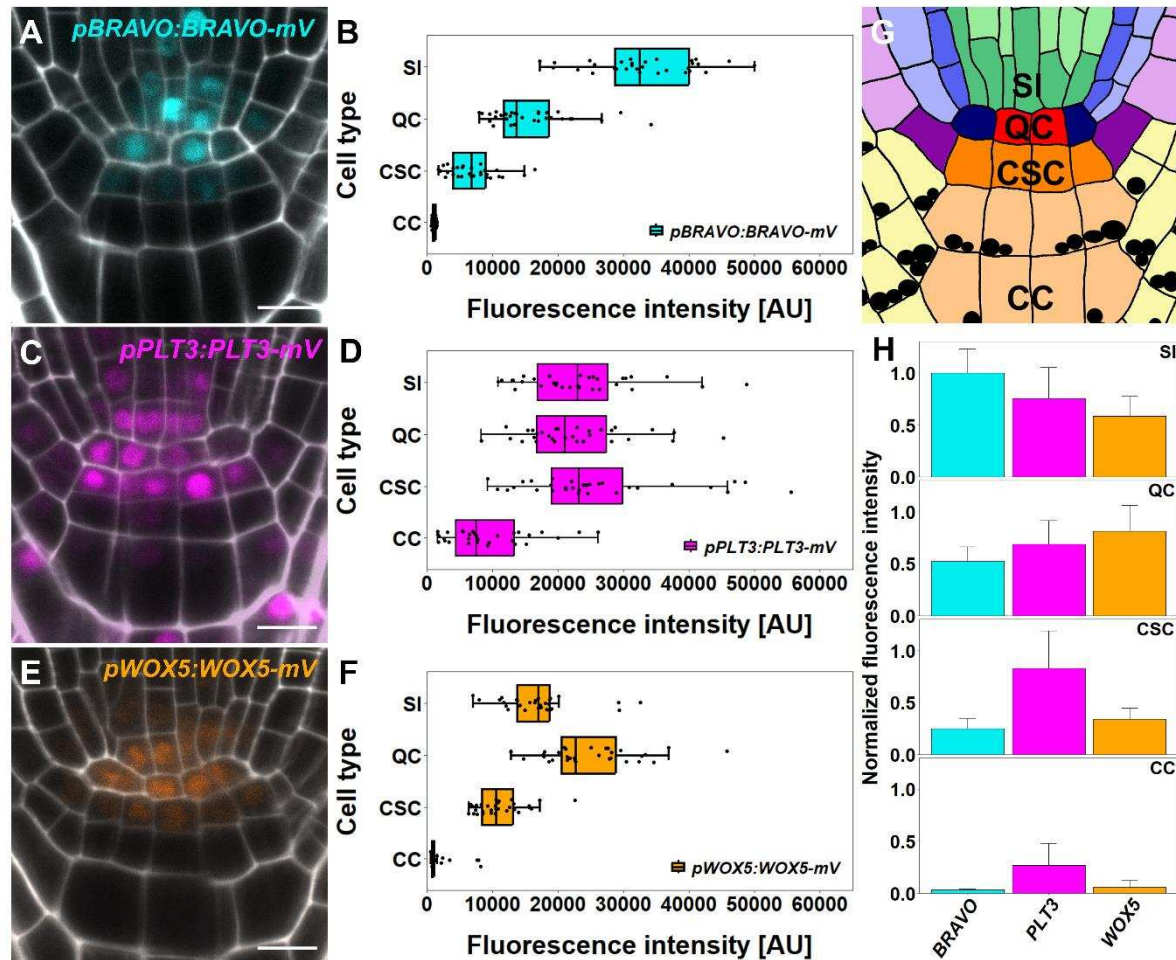 A
pBRAVO:BRAVO-mV
B
Cell type
SI
QC
CSC
CC
pBRAVO:BRAVO-mV
0 10000 20000 30000 40000 50000 60000
Fluorescence intensity [AU]
C
pPLT3:PLT3-mV
D
Cell type
SI
QC
CSC
CC
pPLT3:PLT3-mV
0 10000 20000 30000 40000 50000 60000
Fluorescence intensity [AU]
E
pWOX5:WOX5-mV
F
Cell type
SI
QC
CSC
CC
pWOX5:WOX5-mV
0 10000 20000 30000 40000 50000 60000
Fluorescence intensity [AU]
G
SI
QC
CSC
CC
H
Normalized fluorescence intensity
SI
1.0
0.5
0.0
QC
1.0
0.5
0.0
CSC
1.0
0.5
0.0
CC
1.0
0.5
0.0
BRAVO
PLT3
WOX5